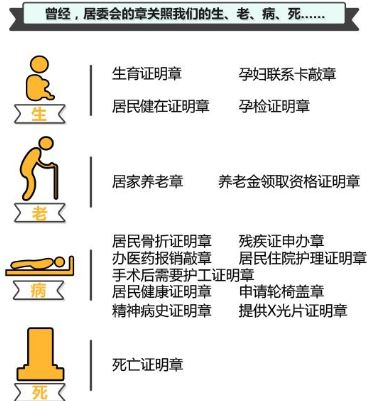 曾经，居委会的章关照我们的生、老、病、死……
生育证明章 孕妇联系卡敲章
居民健在证明章 孕检证明章
生
居家养老章 养老金领取资格证明章
老
居民骨折证明章 残疾证申办章
办医药报销敲章 居民住院护理证明章
手术后需要护工证明章
居民健康证明章 申请轮椅盖章
精神病史证明章 提供X光片证明章
病
死亡证明章
死